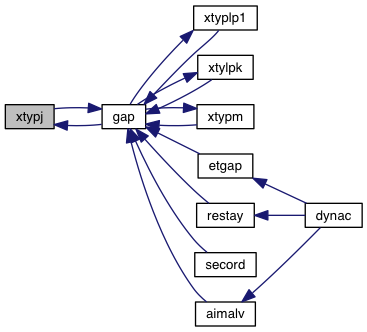 xtyplp1
xtylpk
xtypj
gap
xtypm
etgap
restay
dynac
secord
aimalv